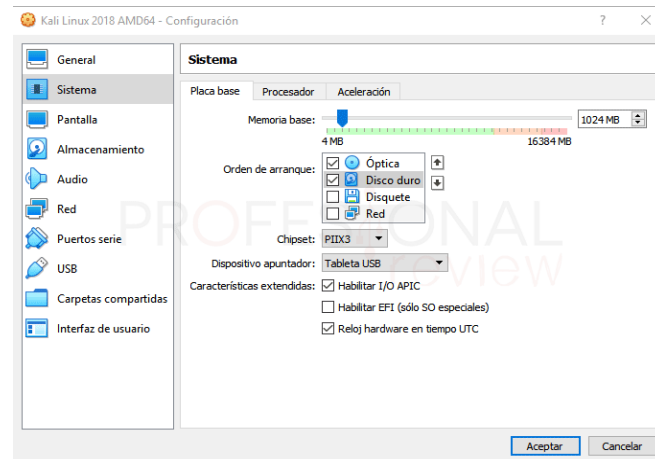 Kali Linux 2018 AMD64 - Configuración
General
Sistema
Pantalla
Almacenamiento
Audio
Red
Puertos serie
USB
Carpetas compartidas
Interfaz de usuario
Sistema
Placa base Procesador Aceleración
Memoria base: 1024 MB
4 MB 16384 MB
Orden de arranque: Óptica
Disco duro
Disquete
Red
Chipset: PIIX3
Dispositivo apuntador: Tableta USB
Características extendidas: Habilitar I/O APIC
Habilitar EFI (sólo SO especiales)
Reloj hardware en tiempo UTC
PROFESSIONAL
review
Aceptar Cancelar